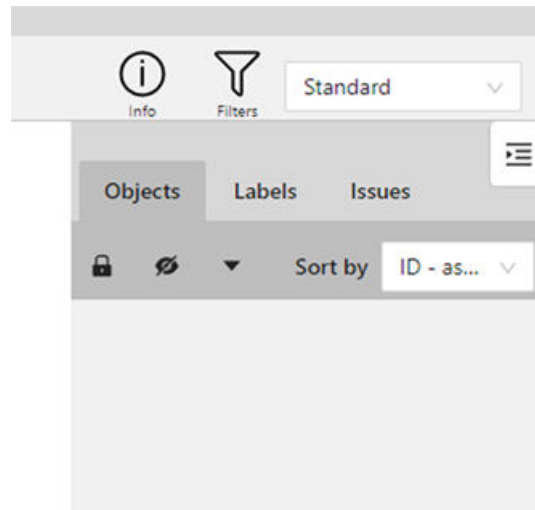 Info Filters Standard
Objects Labels Issues
Sort by ID - as...